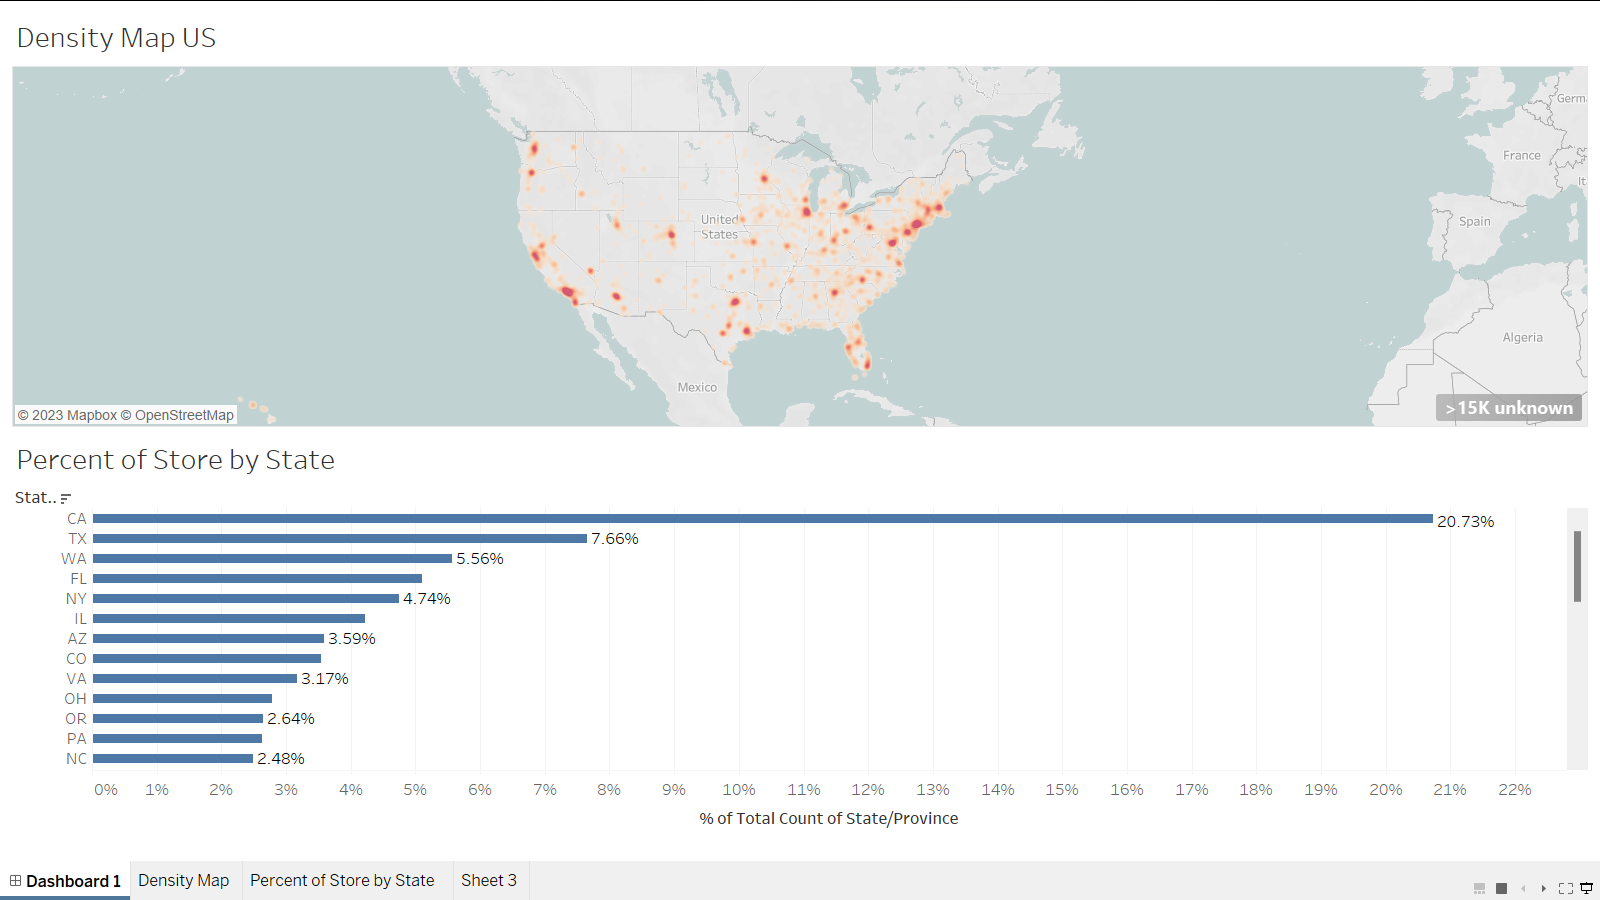 Density Map US
Germ
France
It
Spain
United
States
Algeria
Mexico
© 2023 Mapbox © OpenStreetMap
>15K unknown
Percent of Store by State
Stat..
CA 20.73%
TX 7.66%
WA 5.56%
FL
NY 4.74%
IL
AZ 3.59%
CO
VA 3.17%
OH
OR 2.64%
PA
NC 2.48%
0% 1% 2% 3% 4% 5% 6% 7% 8% 9% 10% 11% 12% 13% 14% 15% 16% 17% 18% 19% 20% 21% 22%
% of Total Count of State/Province
Dashboard 1 Density Map Percent of Store by State Sheet 3